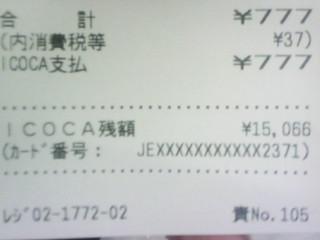 合 計 ¥777
(内消費税等 ¥37)
ICOCA支払 ¥777
ICOCA残額 ¥15,066
(カード番号: JEXXXXXXXXXXX2371)
レジ02-1772-02 責No.105